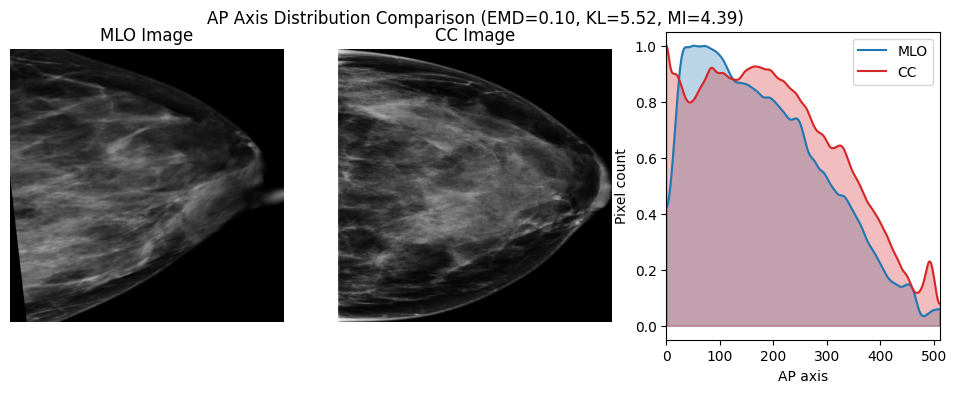 AP Axis Distribution Comparison (EMD=0.10, KL=5.52, MI=4.39)
MLO Image
CC Image
MLO
CC
Pixel count
1.0
0.8
0.6
0.4
0.2
0.0
0 100 200 300 400 500
AP axis